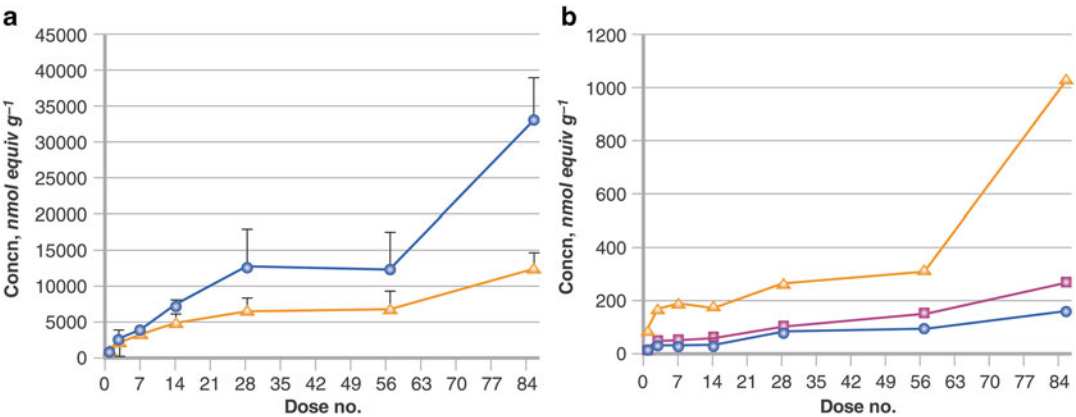 a
45000
40000
35000
30000
25000
20000
15000
10000
5000
0
Concn, nmol equiv g⁻¹
0 7 14 21 28 35 42 49 56 63 70 77 84
Dose no.
b
1200
1000
800
600
400
200
0
Concn, nmol equiv g⁻¹
0 7 14 21 28 35 42 49 56 63 70 77 84
Dose no.